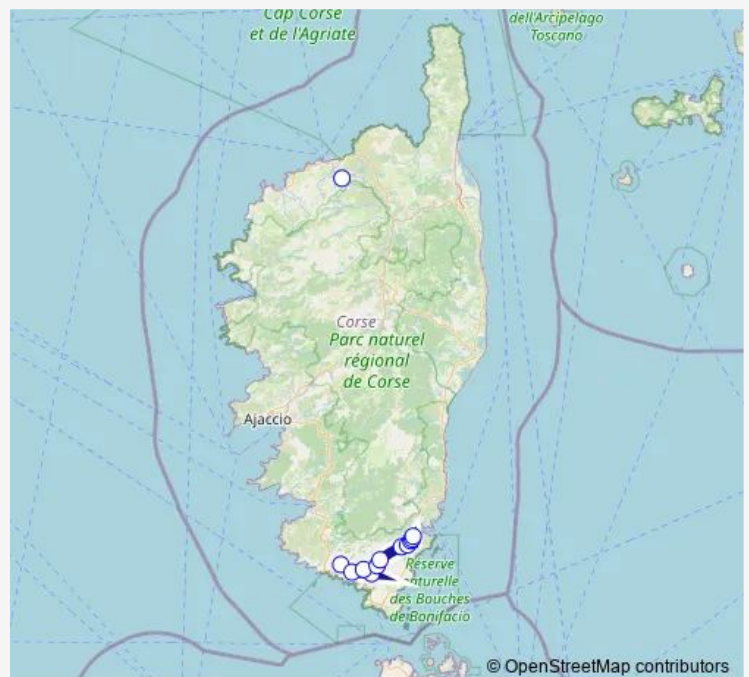 Cap Corse
et de l'Agriate
dell'Arcipelago
Toscano
Corse
Parc naturel
régional
de Corse
Ajaccio
Réserve
naturelle
des Bouches
de Bonifacio
© OpenStreetMap contributors